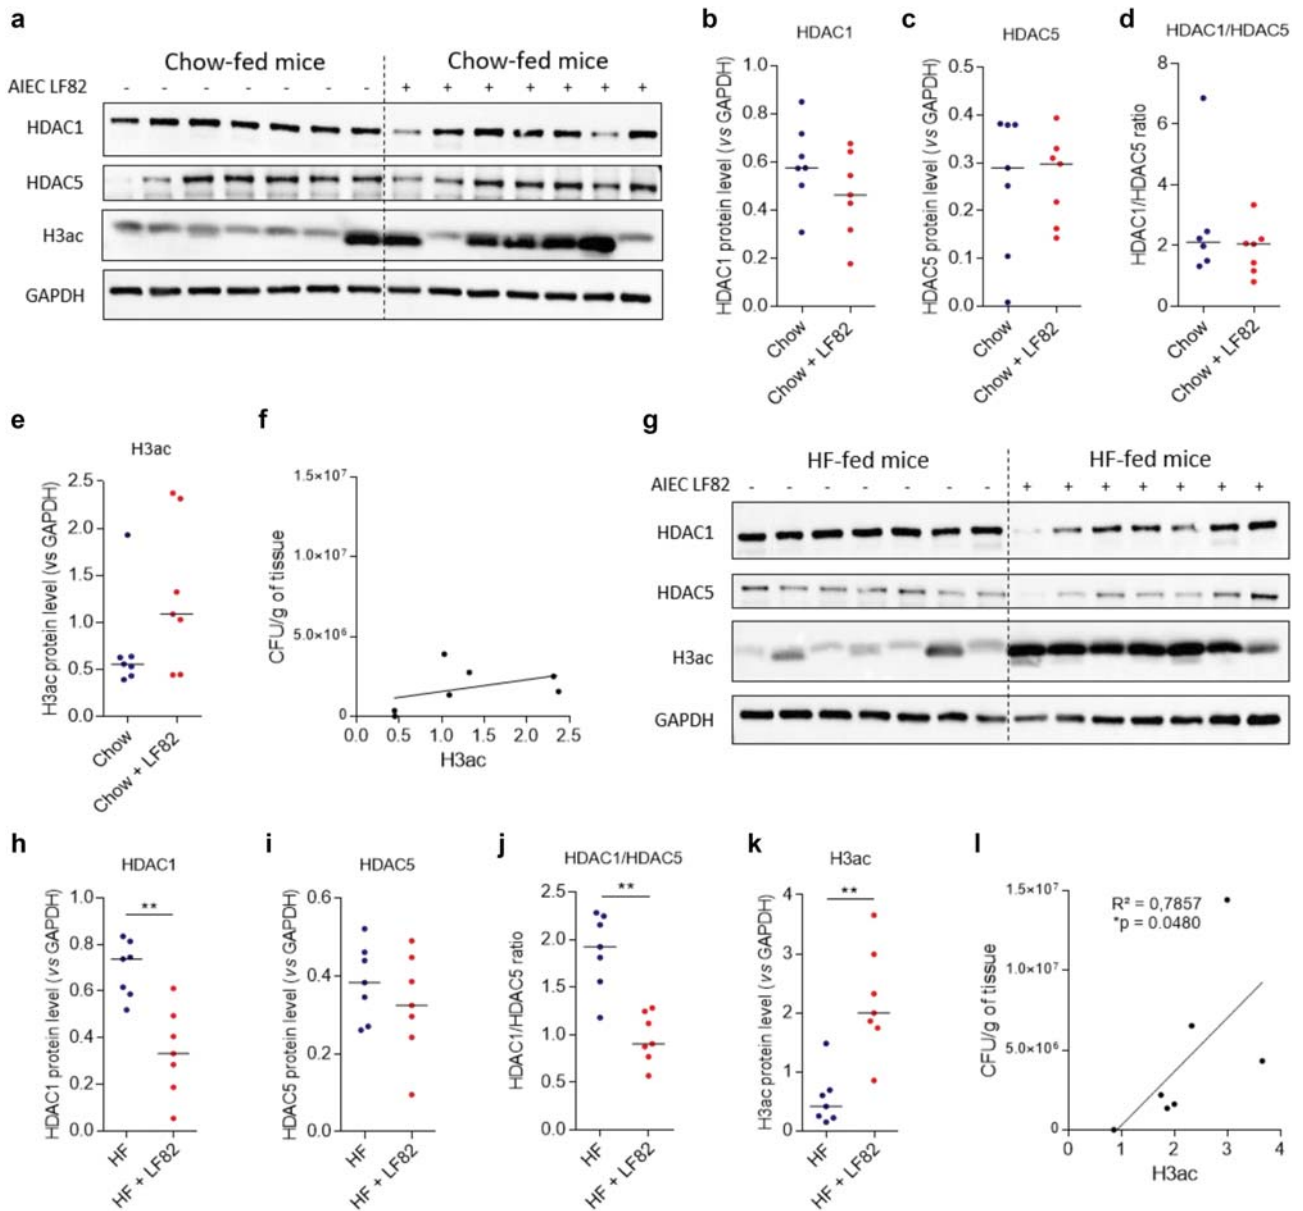 a
Chow-fed mice
Chow-fed mice
AIEC LF82 - - - - - - - + + + + + + +
HDAC1
HDAC5
H3ac
GAPDH
b
HDAC1
HDAC1 protein level (vs GAPDH)
1.0
0.8
0.6
0.4
0.2
0.0
Chow
Chow + LF82
c
HDAC5
HDAC5 protein level (vs GAPDH)
0.5
0.4
0.3
0.2
0.1
0.0
Chow
Chow + LF82
d
HDAC1/HDAC5
HDAC1/HDAC5 ratio
8
6
4
2
0
Chow
Chow + LF82
e
H3ac
H3ac protein level (vs GAPDH)
2.5
2.0
1.5
1.0
0.5
0.0
Chow
Chow + LF82
f
CFU/g of tissue
1.5×10⁷
1.0×10⁷
5.0×10⁶
0
0.0 0.5 1.0 1.5 2.0 2.5
H3ac
g
HF-fed mice
HF-fed mice
AIEC LF82 - - - - - - - + + + + + + +
HDAC1
HDAC5
H3ac
GAPDH
h
HDAC1
**
HDAC1 protein level (vs GAPDH)
1.0
0.8
0.6
0.4
0.2
0.0
HF
HF + LF82
i
HDAC5
HDAC5 protein level (vs GAPDH)
0.6
0.4
0.2
0.0
HF
HF + LF82
j
HDAC1/HDAC5
**
HDAC1/HDAC5 ratio
2.5
2.0
1.5
1.0
0.5
0.0
HF
HF + LF82
k
H3ac
**
H3ac protein level (vs GAPDH)
4
3
2
1
0
HF
HF + LF82
l
R² = 0,7857
*p = 0.0480
CFU/g of tissue
1.5×10⁷
1.0×10⁷
5.0×10⁶
0
0 1 2 3 4
H3ac